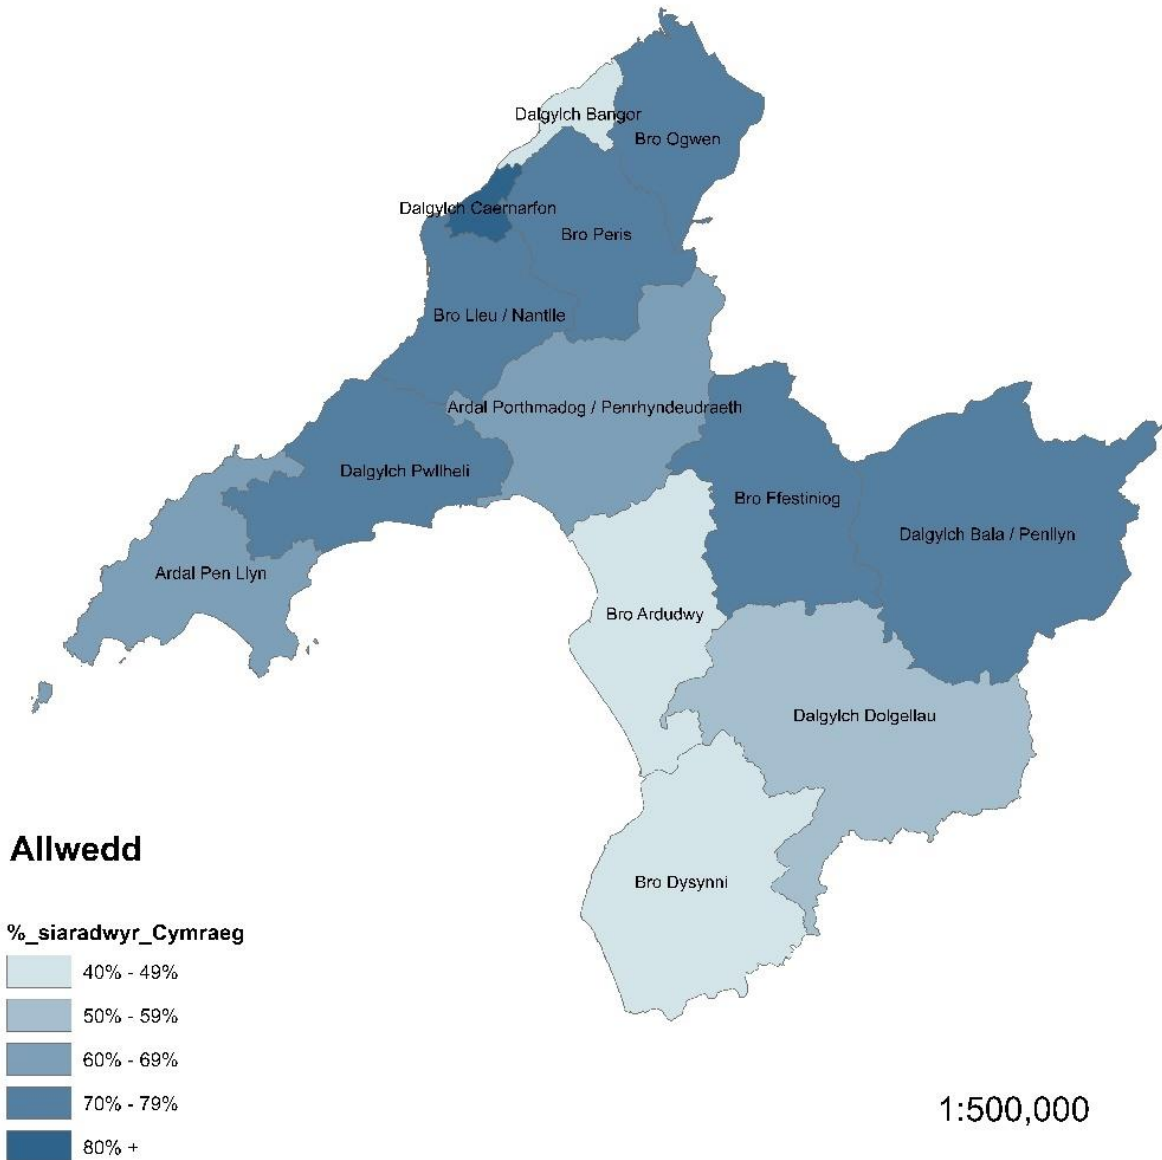 Dalgylch Bangor
Bro Ogwen
Dalgylch Caernarfon
Bro Peris
Bro Lleu / Nantlle
Ardal Porthmadog / Penrhyndeudraeth
Dalgylch Pwllheli
Bro Ffestiniog
Dalgylch Bala / Penllyn
Ardal Pen Llyn
Bro Ardudwy
Dalgylch Dolgellau
Bro Dysynni
Allwedd
%_siaradwyr_Cymraeg
40% - 49%
50% - 59%
60% - 69%
70% - 79%
80% +
1:500,000